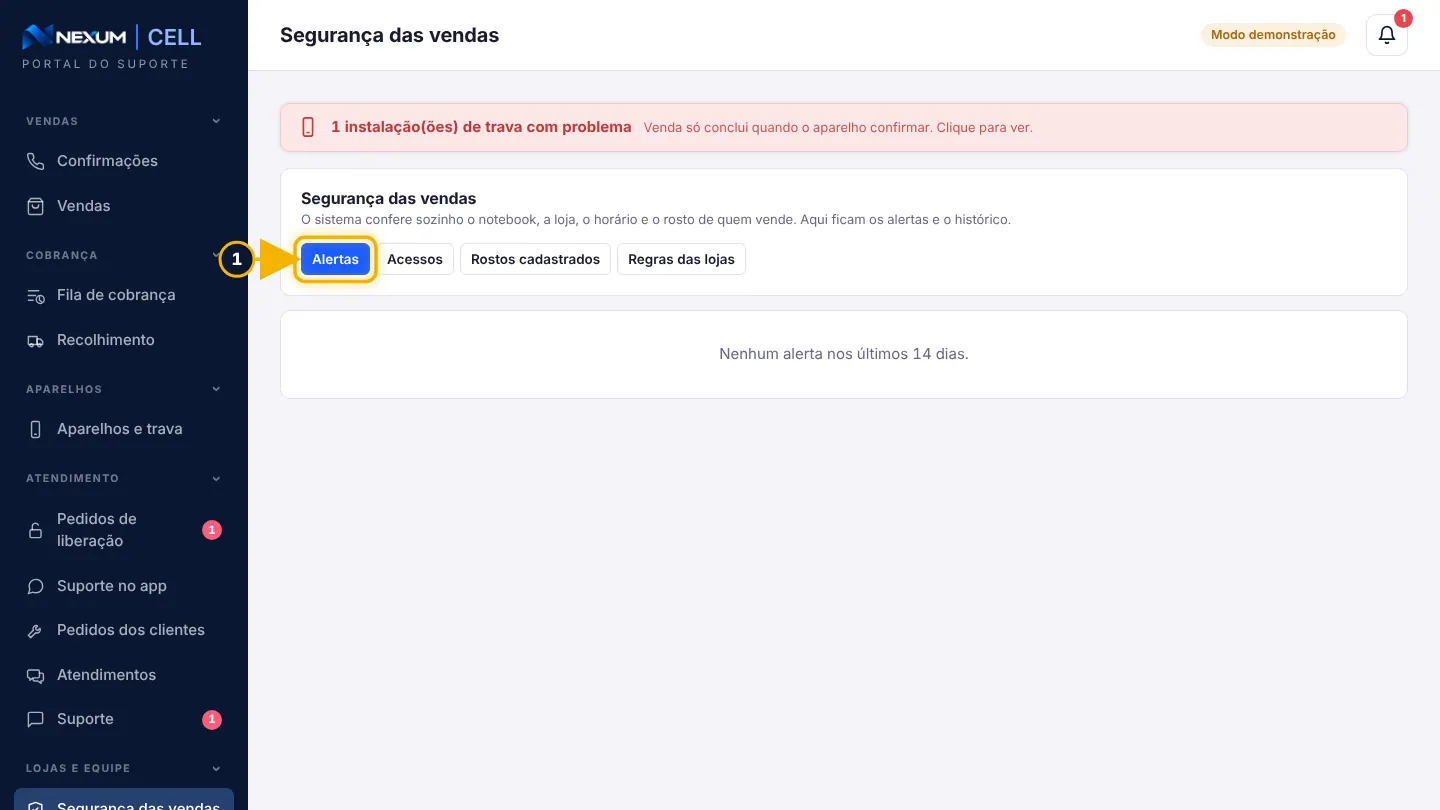 NEXUM | CELL
PORTAL DO SUPORTE
VENDAS
Confirmações
Vendas
COBRANÇA
Fila de cobrança
Recolhimento
APARELHOS
Aparelhos e trava
ATENDIMENTO
Pedidos de
liberação
1
Suporte no app
Pedidos dos clientes
Atendimentos
Suporte
1
LOJAS E EQUIPE
Segurança das vendas
Segurança das vendas
Modo demonstração
1
1 instalação(ões) de trava com problema Venda só conclui quando o aparelho confirmar. Clique para ver.
Segurança das vendas
O sistema confere sozinho o notebook, a loja, o horário e o rosto de quem vende. Aqui ficam os alertas e o histórico.
1
Alertas
Acessos
Rostos cadastrados
Regras das lojas
Nenhum alerta nos últimos 14 dias.